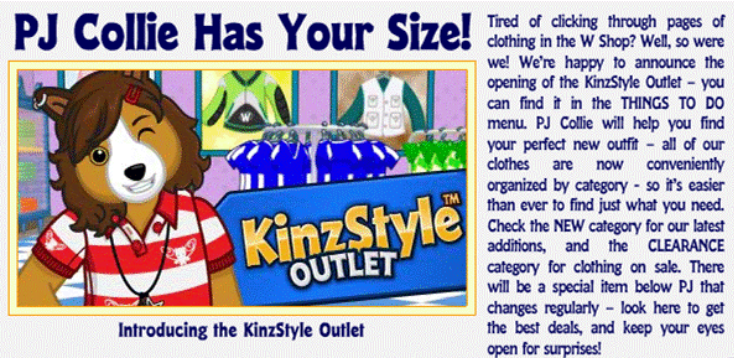 PJ Collie Has Your Size!
W
KinzStyle™
OUTLET
Introducing the KinzStyle Outlet
Tired of clicking through pages of
clothing in the W Shop? Well, so were
we! We're happy to announce the
opening of the KinzStyle Outlet – you
can find it in the THINGS TO DO
menu. PJ Collie will help you find
your perfect new outfit – all of our
clothes are now conveniently
organized by category - so it's easier
than ever to find just what you need.
Check the NEW category for our latest
additions, and the CLEARANCE
category for clothing on sale. There
will be a special item below PJ that
changes regularly – look here to get
the best deals, and keep your eyes
open for surprises!